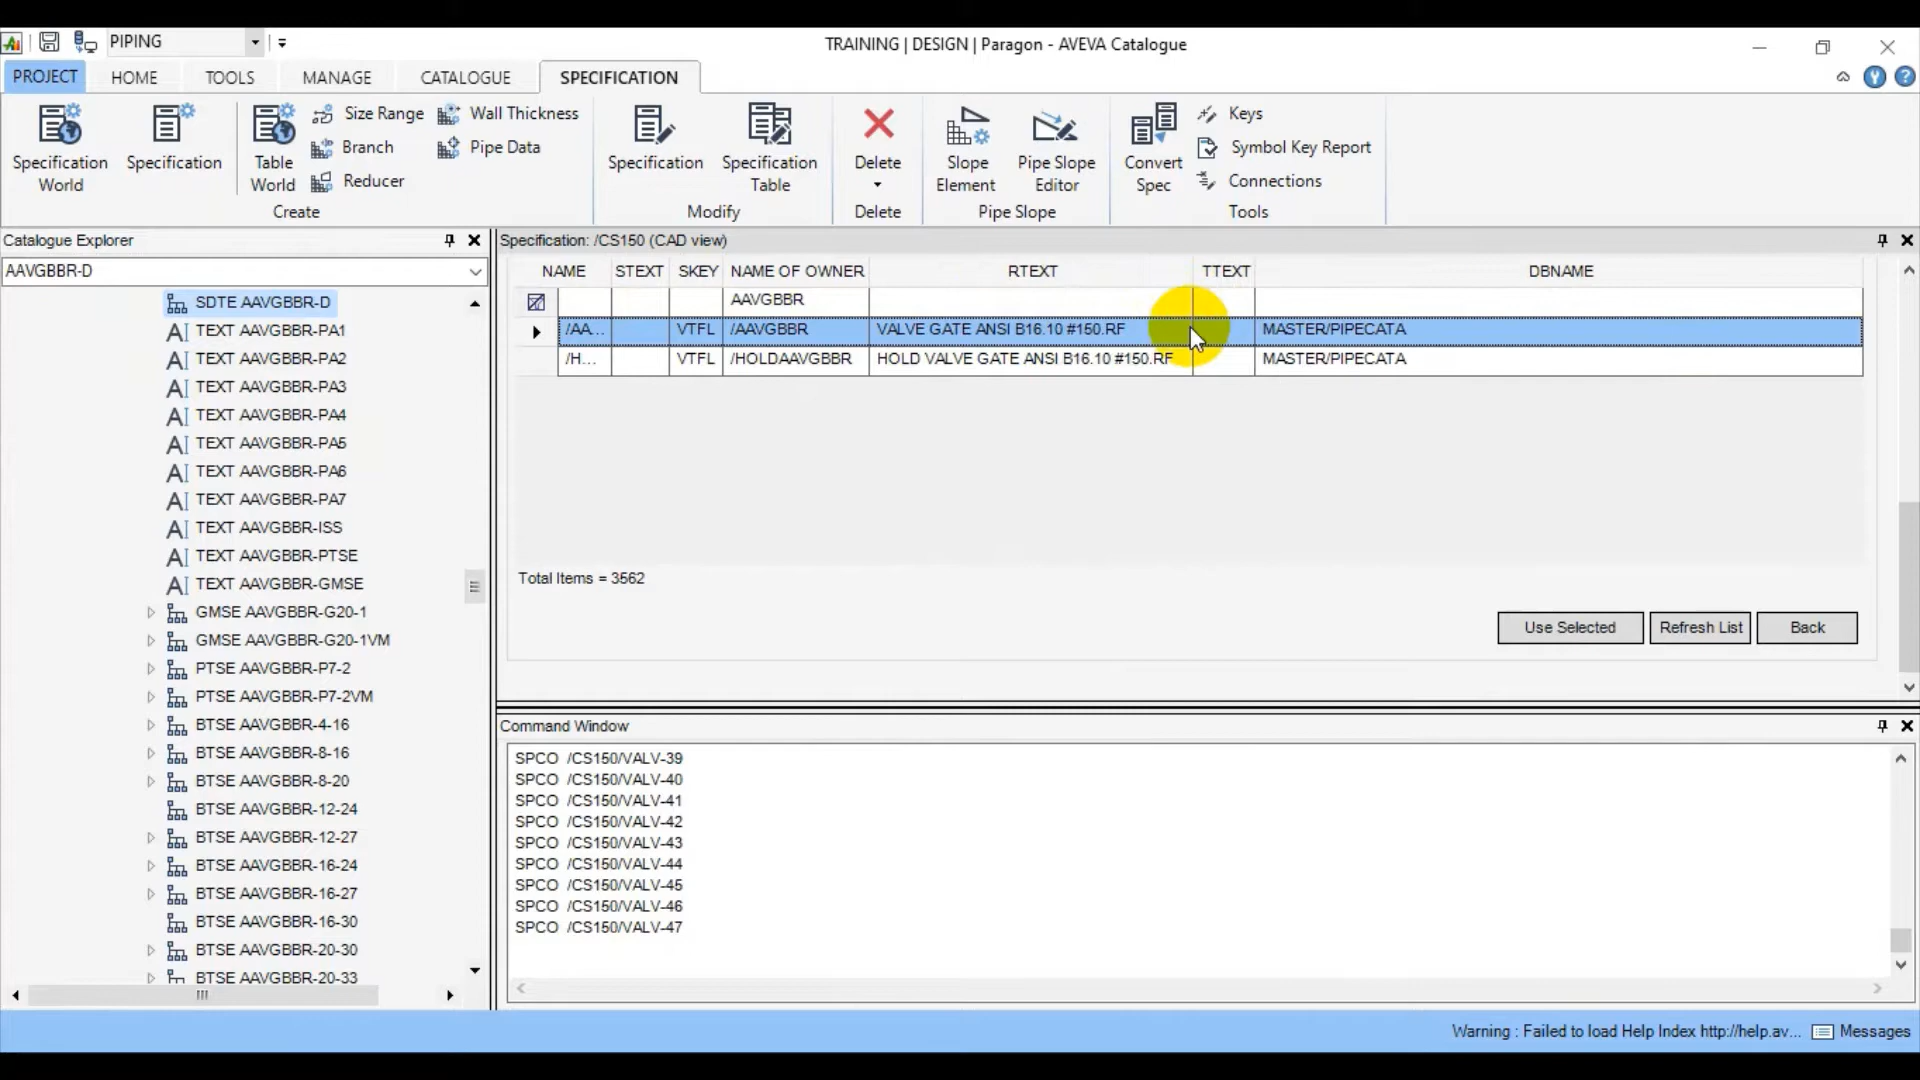 PIPING
TRAINING | DESIGN | Paragon - AVEVA Catalogue
PROJECT HOME TOOLS MANAGE CATALOGUE SPECIFICATION
Specification World
Specification
Table World
Size Range
Branch
Reducer
Wall Thickness
Pipe Data
Create
Specification
Specification Table
Modify
Delete
Delete
Slope Element
Pipe Slope Editor
Pipe Slope
Convert Spec
Keys
Symbol Key Report
Connections
Tools
Catalogue Explorer
AAVGBBR-D
SDTE AAVGBBR-D
TEXT AAVGBBR-PA1
TEXT AAVGBBR-PA2
TEXT AAVGBBR-PA3
TEXT AAVGBBR-PA4
TEXT AAVGBBR-PA5
TEXT AAVGBBR-PA6
TEXT AAVGBBR-PA7
TEXT AAVGBBR-ISS
TEXT AAVGBBR-PTSE
TEXT AAVGBBR-GMSE
GMSE AAVGBBR-G20-1
GMSE AAVGBBR-G20-1VM
PTSE AAVGBBR-P7-2
PTSE AAVGBBR-P7-2VM
BTSE AAVGBBR-4-16
BTSE AAVGBBR-8-16
BTSE AAVGBBR-8-20
BTSE AAVGBBR-12-24
BTSE AAVGBBR-12-27
BTSE AAVGBBR-16-24
BTSE AAVGBBR-16-27
BTSE AAVGBBR-16-30
BTSE AAVGBBR-20-30
BTSE AAVGBBR-20-33
Specification: /CS150 (CAD view)
NAME STEXT SKEY NAME OF OWNER RTEXT TTEXT DBNAME
AAVGBBR
/AA... VTFL /AAVGBBR VALVE GATE ANSI B16.10 #150.RF MASTER/PIPECATA
/H... VTFL /HOLDAAVGBBR HOLD VALVE GATE ANSI B16.10 #150.RF MASTER/PIPECATA
Total Items = 3562
Use Selected Refresh List Back
Command Window
SPCO /CS150/VALV-39
SPCO /CS150/VALV-40
SPCO /CS150/VALV-41
SPCO /CS150/VALV-42
SPCO /CS150/VALV-43
SPCO /CS150/VALV-44
SPCO /CS150/VALV-45
SPCO /CS150/VALV-46
SPCO /CS150/VALV-47
Warning : Failed to load Help Index http://help.av... Messages